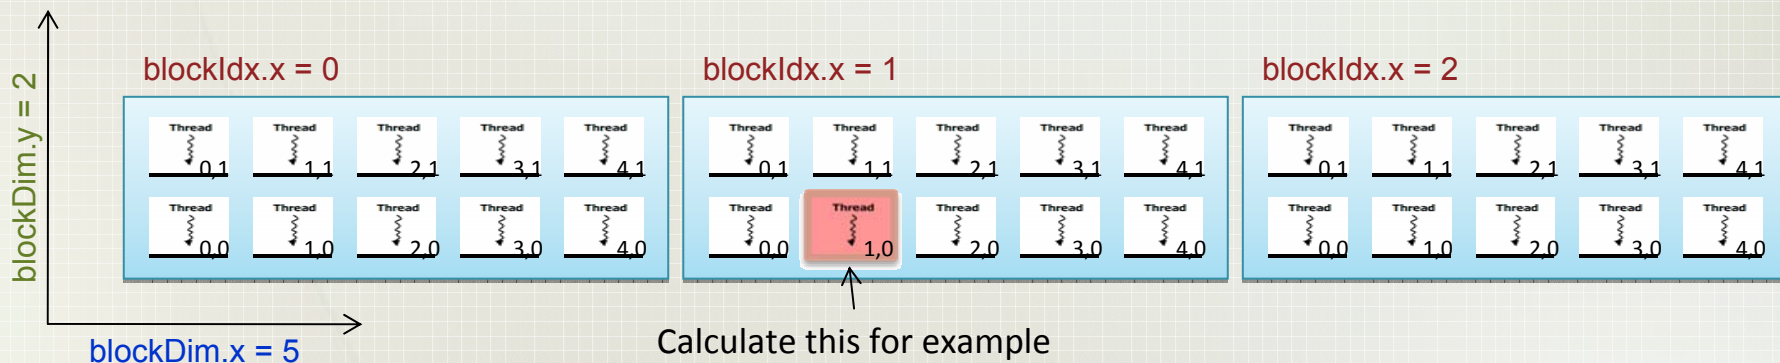 blockDim.y = 2
blockIdx.x = 0
blockIdx.x = 1
blockIdx.x = 2
Thread Thread Thread Thread Thread Thread Thread Thread Thread Thread Thread Thread Thread Thread Thread
0,1 1,1 2,1 3,1 4,1 0,1 1,1 2,1 3,1 4,1 0,1 1,1 2,1 3,1 4,1
Thread Thread Thread Thread Thread Thread Thread Thread Thread Thread Thread Thread Thread Thread Thread
0,0 1,0 2,0 3,0 4,0 0,0 1,0 2,0 3,0 4,0 0,0 1,0 2,0 3,0 4,0
Calculate this for example
blockDim.x = 5